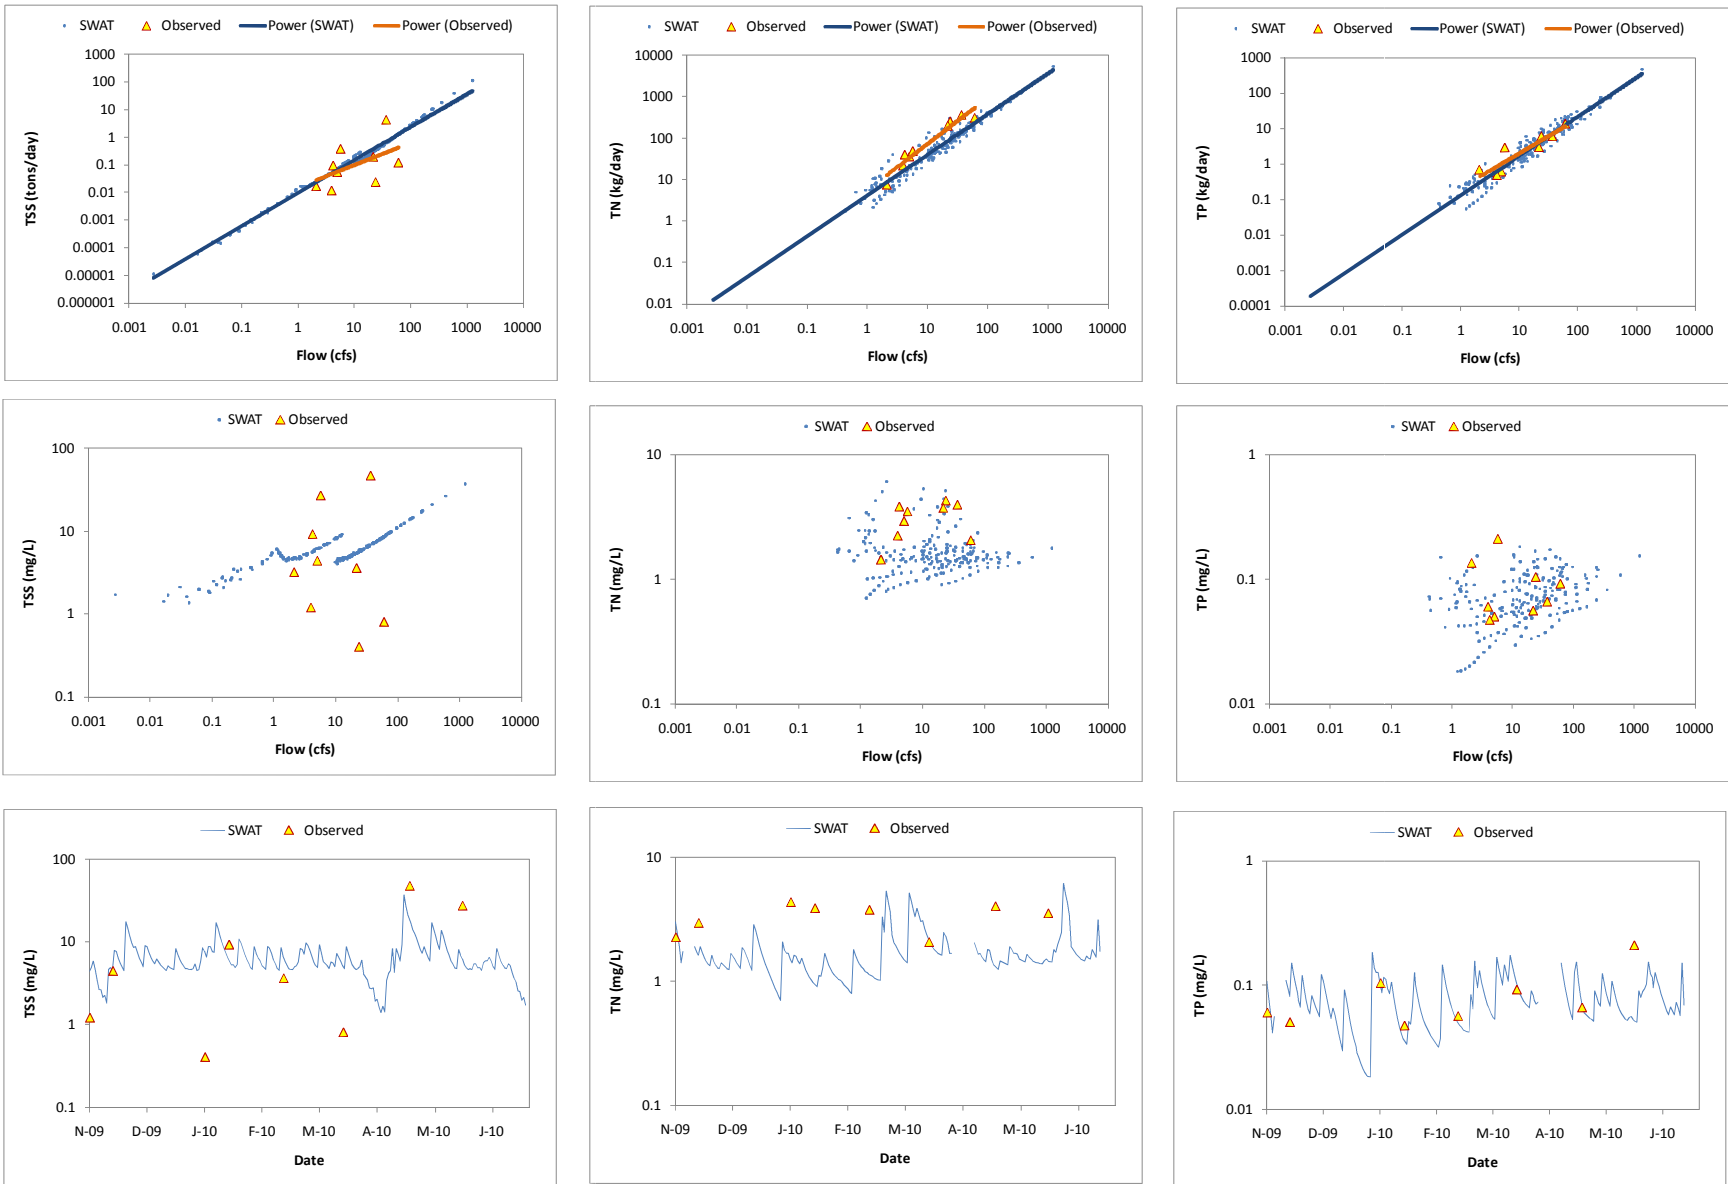 SWAT Observed Power (SWAT) Power (Observed)
1000
100
10
1
0.1
0.01
0.001
0.0001
0.00001
0.000001
TSS (tons/day)
0.001 0.01 0.1 1 10 100 1000 10000
Flow (cfs)
SWAT Observed Power (SWAT) Power (Observed)
10000
1000
100
10
1
0.1
0.01
TN (kg/day)
0.001 0.01 0.1 1 10 100 1000 10000
Flow (cfs)
SWAT Observed Power (SWAT) Power (Observed)
1000
100
10
1
0.1
0.01
0.001
0.0001
TP (kg/day)
0.001 0.01 0.1 1 10 100 1000 10000
Flow (cfs)
SWAT Observed
100
10
1
0.1
TSS (mg/L)
0.001 0.01 0.1 1 10 100 1000 10000
Flow (cfs)
SWAT Observed
10
1
0.1
TN (mg/L)
0.001 0.01 0.1 1 10 100 1000 10000
Flow (cfs)
SWAT Observed
1
0.1
0.01
TP (mg/L)
0.001 0.01 0.1 1 10 100 1000 10000
Flow (cfs)
SWAT Observed
100
10
1
0.1
TSS (mg/L)
N-09 D-09 J-10 F-10 M-10 A-10 M-10 J-10
Date
SWAT Observed
10
1
0.1
TN (mg/L)
N-09 D-09 J-10 F-10 M-10 A-10 M-10 J-10
Date
SWAT Observed
1
0.1
0.01
TP (mg/L)
N-09 D-09 J-10 F-10 M-10 A-10 M-10 J-10
Date